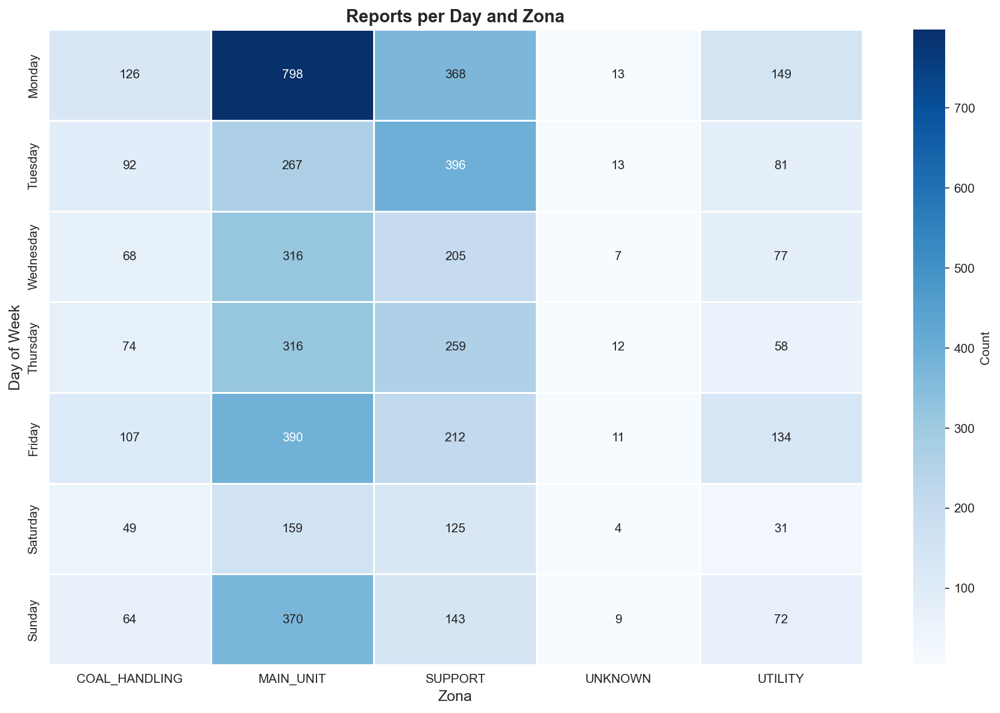 Reports per Day and Zona
Monday 126 798 368 13 149
Tuesday 92 267 396 13 81
Wednesday 68 316 205 7 77
Thursday 74 316 259 12 58
Friday 107 390 212 11 134
Saturday 49 159 125 4 31
Sunday 64 370 143 9 72
COAL_HANDLING MAIN_UNIT SUPPORT UNKNOWN UTILITY
Zona
Day of Week
700
600
500
400
300
200
100
Count